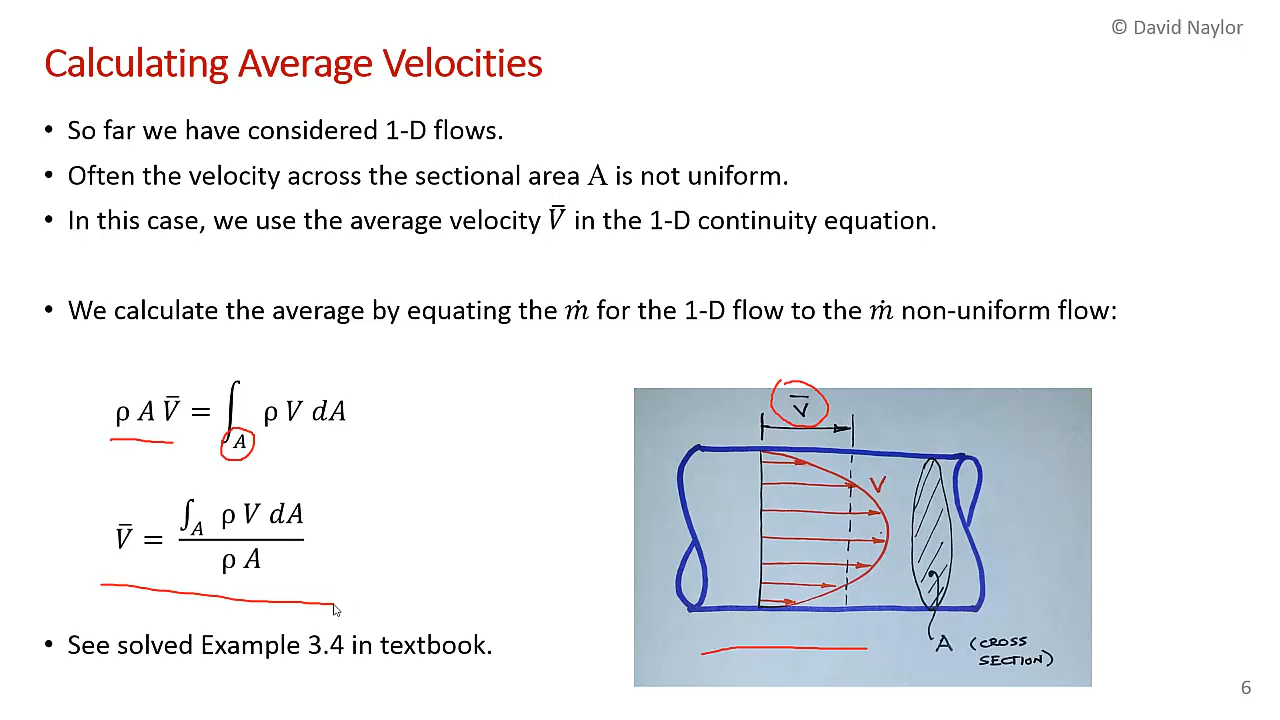 © David Naylor
Calculating Average Velocities
• So far we have considered 1-D flows.
• Often the velocity across the sectional area A is not uniform.
• In this case, we use the average velocity V̄ in the 1-D continuity equation.
• We calculate the average by equating the ṁ for the 1-D flow to the ṁ non-uniform flow:
ρ A V̄ = ∫_A ρ V dA
V̄ = ∫_A ρ V dA / ρ A
V̄
V
A (CROSS
SECTION)
• See solved Example 3.4 in textbook.
6